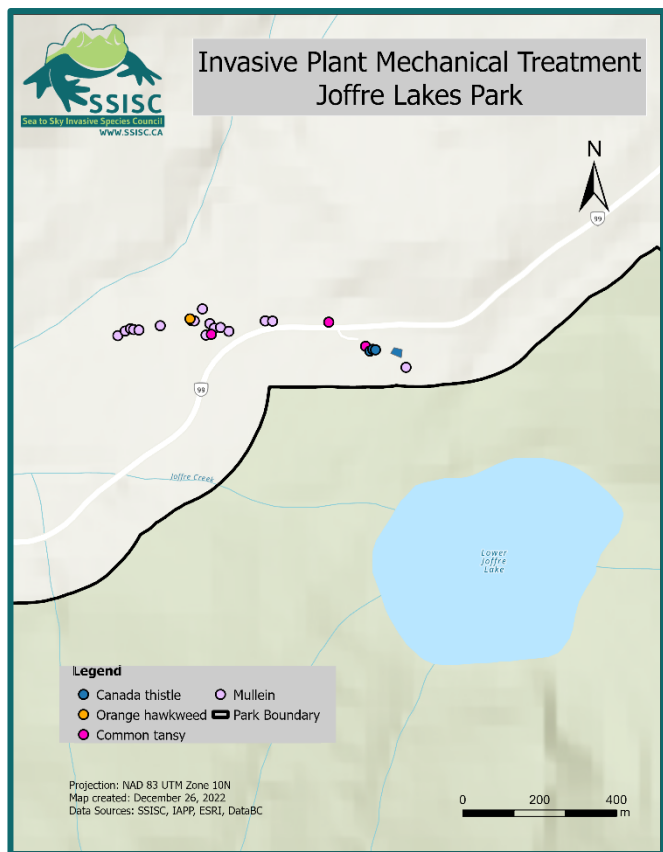 SSISC
Sea to Sky Invasive Species Council
WWW.SSISC.CA
Invasive Plant Mechanical Treatment
Joffre Lakes Park
N
99
99
Joffre Creek
Lower
Joffre
Lake
Legend
Canada thistle
Mullein
Orange hawkweed
Park Boundary
Common tansy
Projection: NAD 83 UTM Zone 10N
Map created: December 26, 2022
Data Sources: SSISC, IAPP, ESRI, DataBC
0 200 400
m